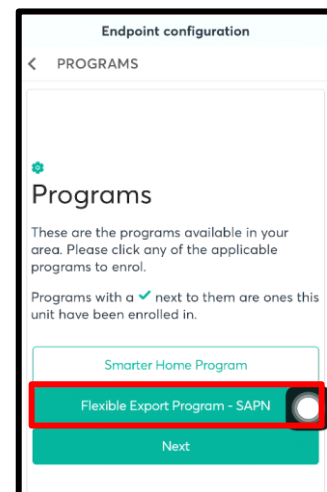 Endpoint configuration
< PROGRAMS
Programs
These are the programs available in your
area. Please click any of the applicable
programs to enrol.
Programs with a ✓ next to them are ones this
unit have been enrolled in.
Smarter Home Program
Flexible Export Program - SAPN
Next